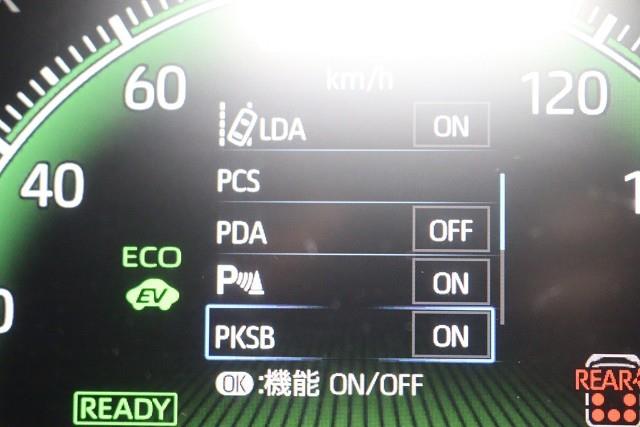 km/h
60
120
LDA ON
40
PCS
PDA OFF
ECO
P ON
EV
PKSB ON
OK:機能 ON/OFF
READY
REAR